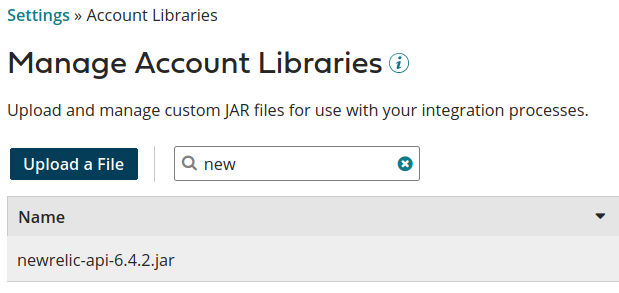 Settings » Account Libraries
Manage Account Libraries i
Upload and manage custom JAR files for use with your integration processes.
Upload a File new
Name
newrelic-api-6.4.2.jar